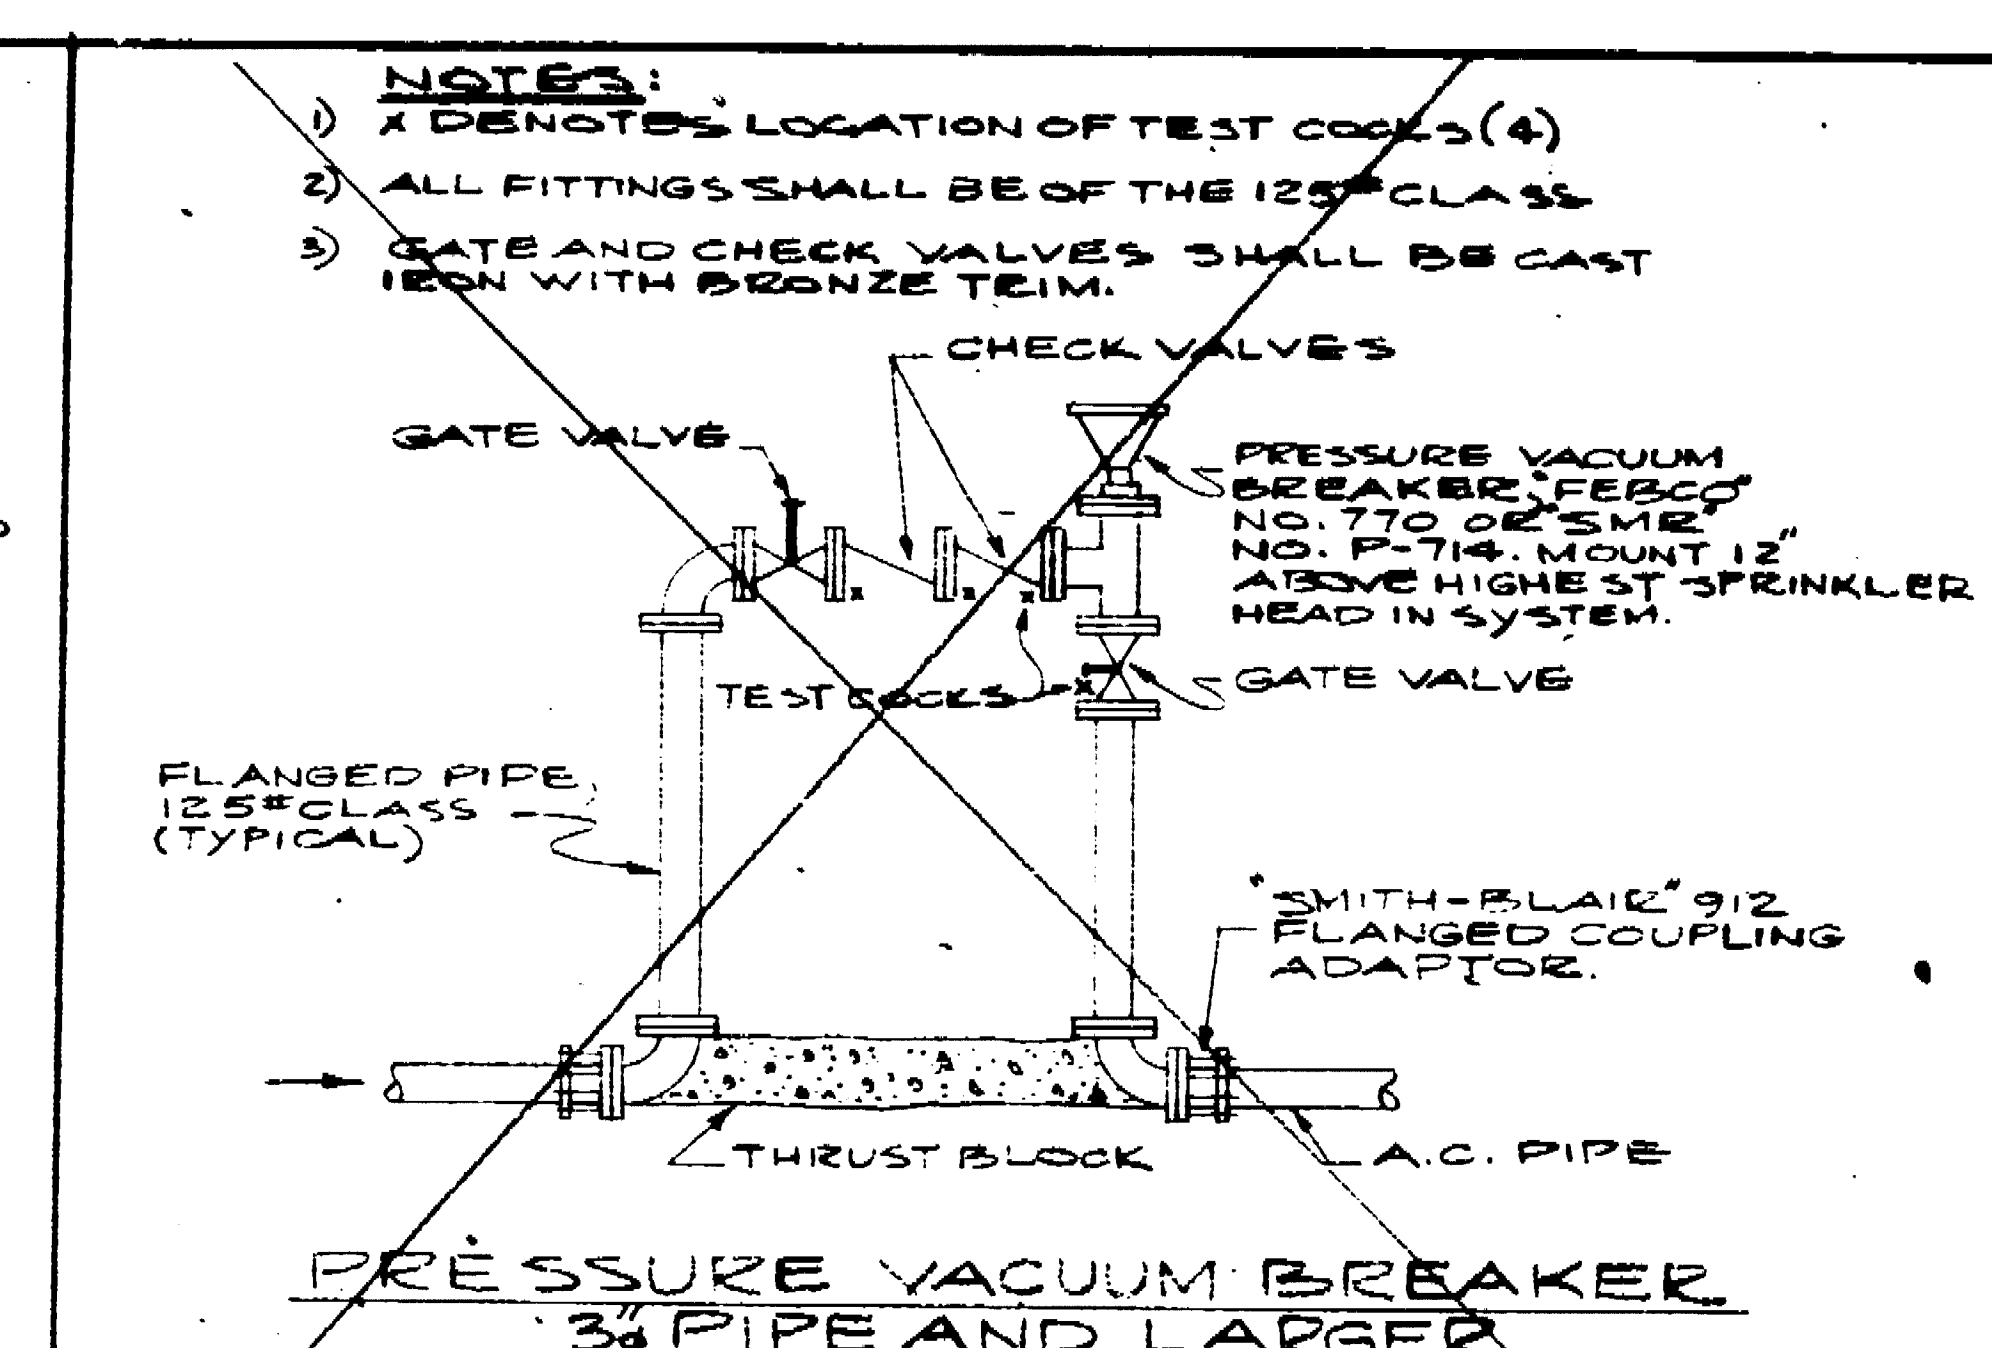 NOTES:
1) X DENOTES LOCATION OF TEST COCKS (4)
2) ALL FITTINGS SHALL BE OF THE 125# CLASS
3) GATE AND CHECK VALVES SHALL BE CAST
IRON WITH BRONZE TRIM.
CHECK VALVES
GATE VALVE
PRESSURE VACUUM
BREAKER, "FEBCO"
NO. 770 OR "SMR"
NO. P-714. MOUNT 12"
ABOVE HIGHEST SPRINKLER
HEAD IN SYSTEM.
x x x
TEST COCKS x
GATE VALVE
FLANGED PIPE
125# CLASS
(TYPICAL)
"SMITH-BLAIR" 912
FLANGED COUPLING
ADAPTOR.
THRUST BLOCK
A.C. PIPE
PRESSURE VACUUM BREAKER
3" PIPE AND LARGER